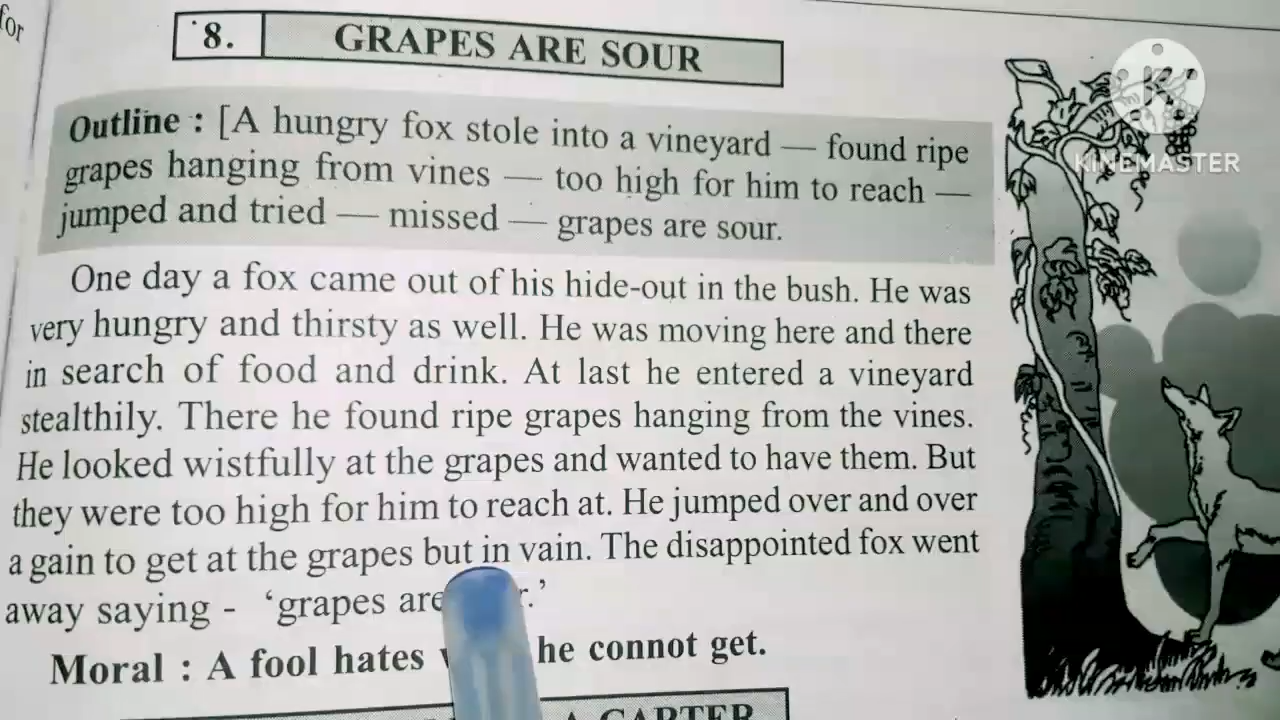 for
8. GRAPES ARE SOUR
KINEMASTER
Outline : [A hungry fox stole into a vineyard — found ripe
grapes hanging from vines — too high for him to reach —
jumped and tried — missed — grapes are sour.
One day a fox came out of his hide-out in the bush. He was
very hungry and thirsty as well. He was moving here and there
in search of food and drink. At last he entered a vineyard
stealthily. There he found ripe grapes hanging from the vines.
He looked wistfully at the grapes and wanted to have them. But
they were too high for him to reach at. He jumped over and over
a gain to get at the grapes but in vain. The disappointed fox went
away saying - ‘grapes are r.’
Moral : A fool hates he connot get.
A CARTER